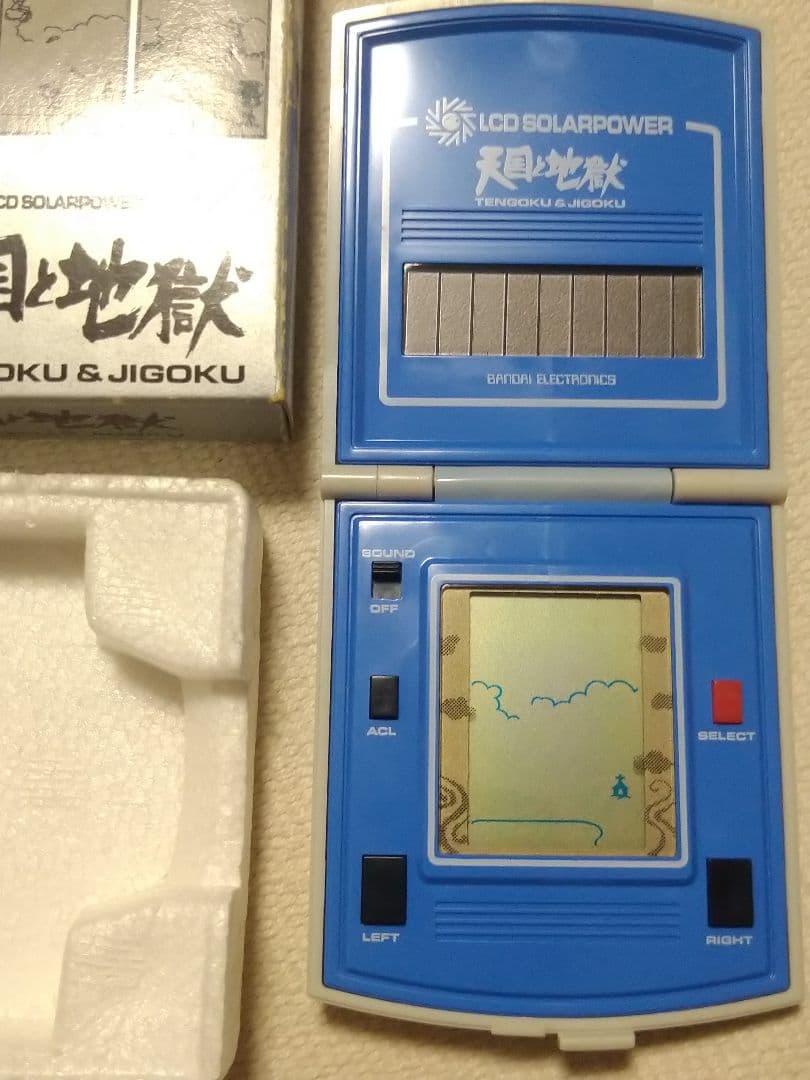 CD SOLARPOWER
国と地獄
OKU & JIGOKU
LCD SOLARPOWER
天国と地獄
TENGOKU & JIGOKU
BANDAI ELECTRONICS
SOUND
OFF
ACL
SELECT
LEFT
RIGHT